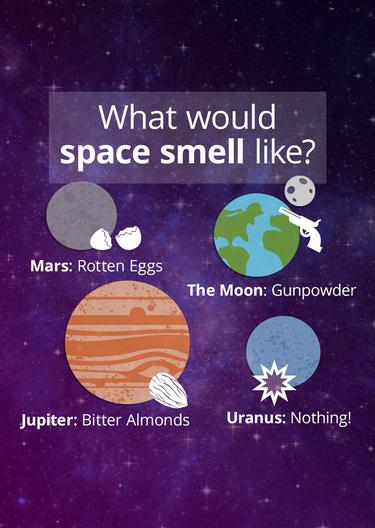 What would
space smell like?
Mars: Rotten Eggs
The Moon: Gunpowder
Jupiter: Bitter Almonds
Uranus: Nothing!